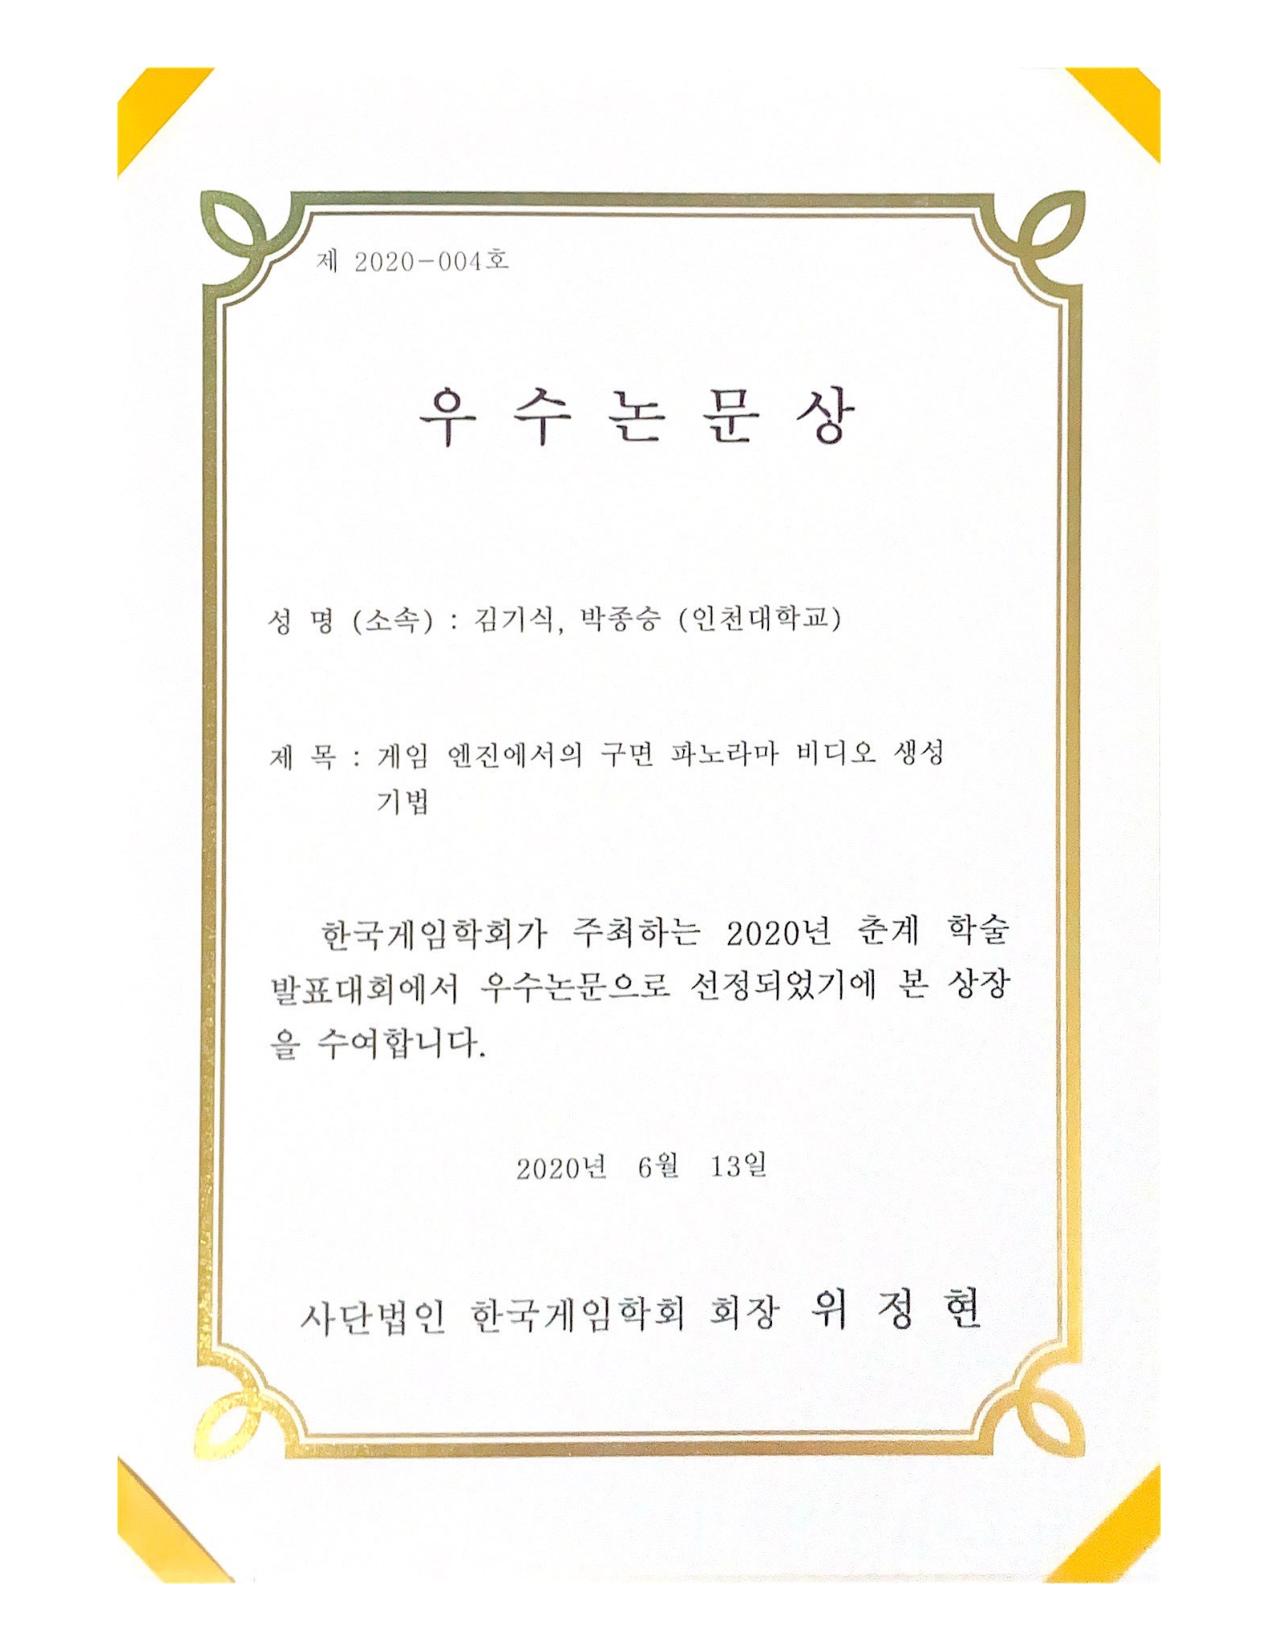 제 2020-004호
우 수 논 문 상
성 명 (소속) : 김기식, 박종승 (인천대학교)
제 목 : 게임 엔진에서의 구면 파노라마 비디오 생성
기법
한국게임학회가 주최하는 2020년 춘계 학술
발표대회에서 우수논문으로 선정되었기에 본 상장
을 수여합니다.
2020년 6월 13일
사단법인 한국게임학회 회장 위 정 현